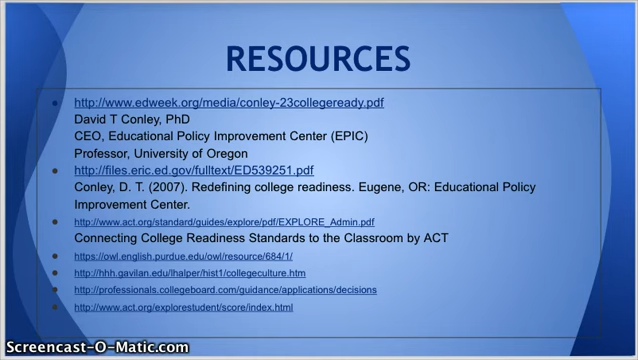 RESOURCES
http://www.edweek.org/media/conley-23collegeready.pdf
David T Conley, PhD
CEO, Educational Policy Improvement Center (EPIC)
Professor, University of Oregon
http://files.eric.ed.gov/fulltext/ED539251.pdf
Conley, D. T. (2007). Redefining college readiness. Eugene, OR: Educational Policy
Improvement Center.
http://www.act.org/standard/guides/explore/pdf/EXPLORE_Admin.pdf
Connecting College Readiness Standards to the Classroom by ACT
https://owl.english.purdue.edu/owl/resource/684/1/
http://hhh.gavilan.edu/lhalper/hist1/collegeculture.htm
http://professionals.collegeboard.com/guidance/applications/decisions
http://www.act.org/explorestudent/score/index.html
Screencast-O-Matic.com